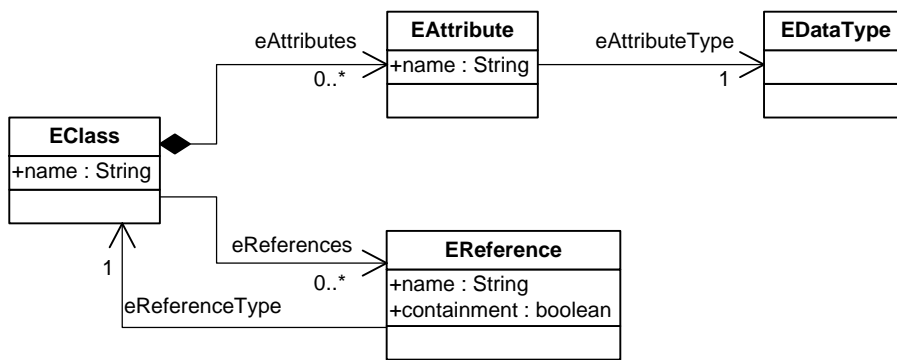 EAttribute
+name : String
EDataType
eAttributes
0..*
eAttributeType
1
EClass
+name : String
eReferences
0..*
EReference
+name : String
+containment : boolean
1
eReferenceType